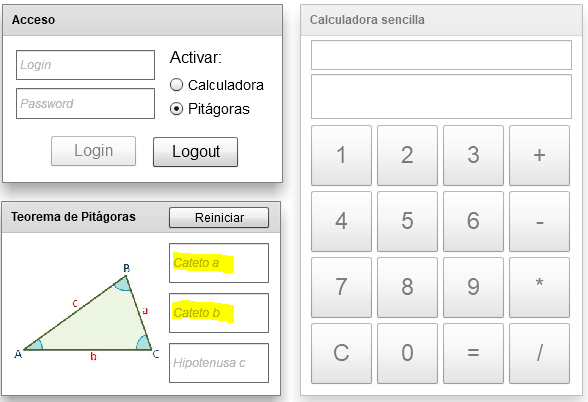 Acceso
Login
Password
Activar:
Calculadora
Pitágoras
Login
Logout
Teorema de Pitágoras
Reiniciar
Cateto a
Cateto b
Hipotenusa c
B
c
a
A
b
C
Calculadora sencilla
1 2 3 +
4 5 6 -
7 8 9 *
C 0 = /